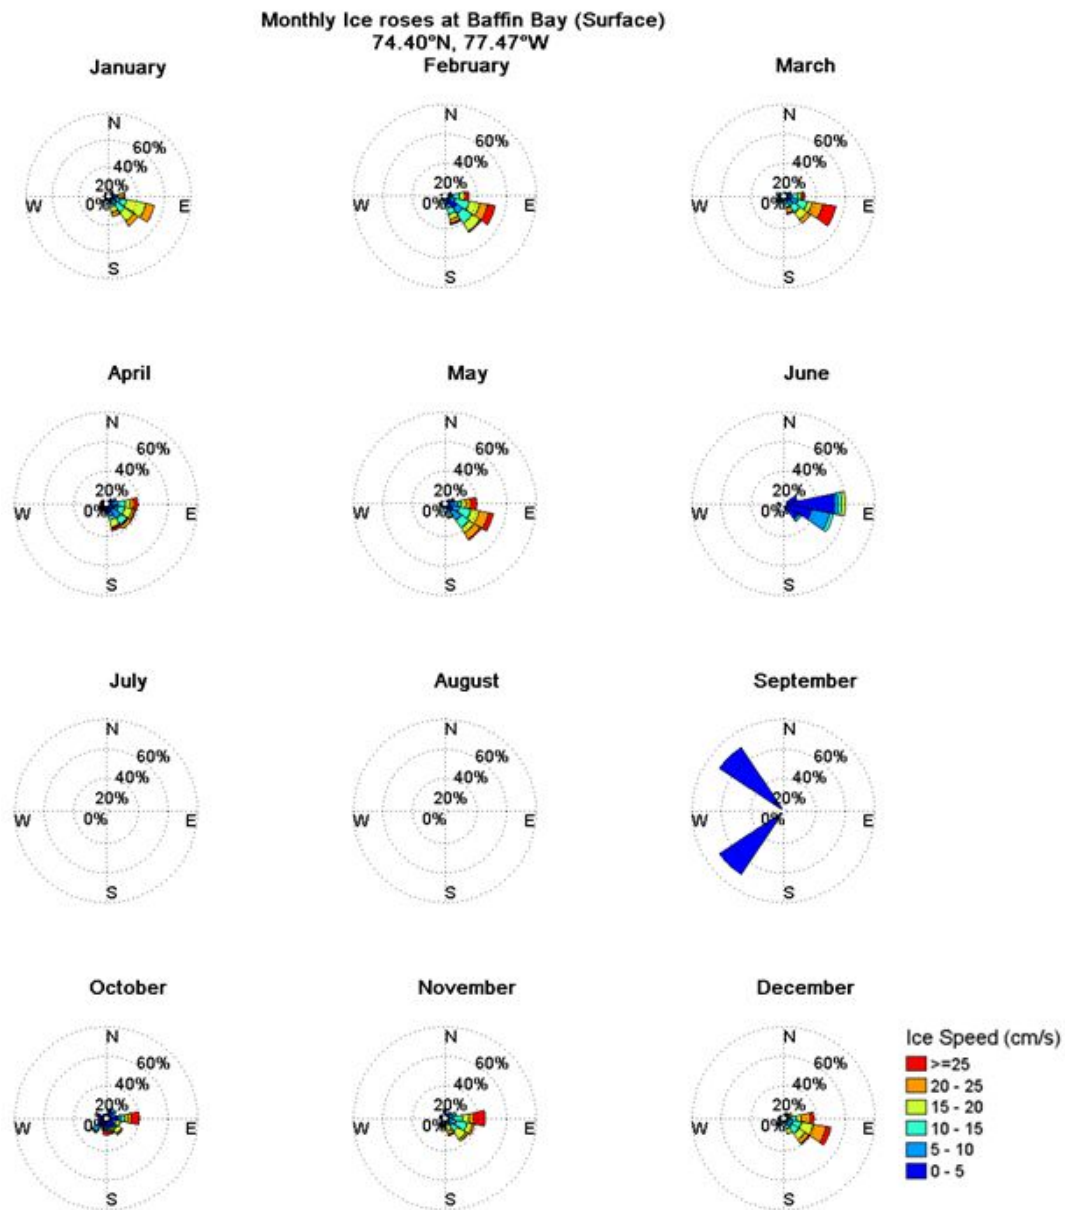 Monthly Ice roses at Baffin Bay (Surface)
74.40ºN, 77.47ºW
January
February
March
N
60%
40%
20%
0%
W
E
S
N
60%
40%
20%
0%
W
E
S
N
60%
40%
20%
0%
W
E
S
April
May
June
N
60%
40%
20%
0%
W
E
S
N
60%
40%
20%
0%
W
E
S
N
60%
40%
20%
0%
W
E
S
July
August
September
N
60%
40%
20%
0%
W
E
S
N
60%
40%
20%
0%
W
E
S
N
60%
40%
20%
0%
W
E
S
October
November
December
N
60%
40%
20%
0%
W
E
S
N
60%
40%
20%
0%
W
E
S
N
60%
40%
20%
0%
W
E
S
Ice Speed (cm/s)
>=25
20 - 25
15 - 20
10 - 15
5 - 10
0 - 5